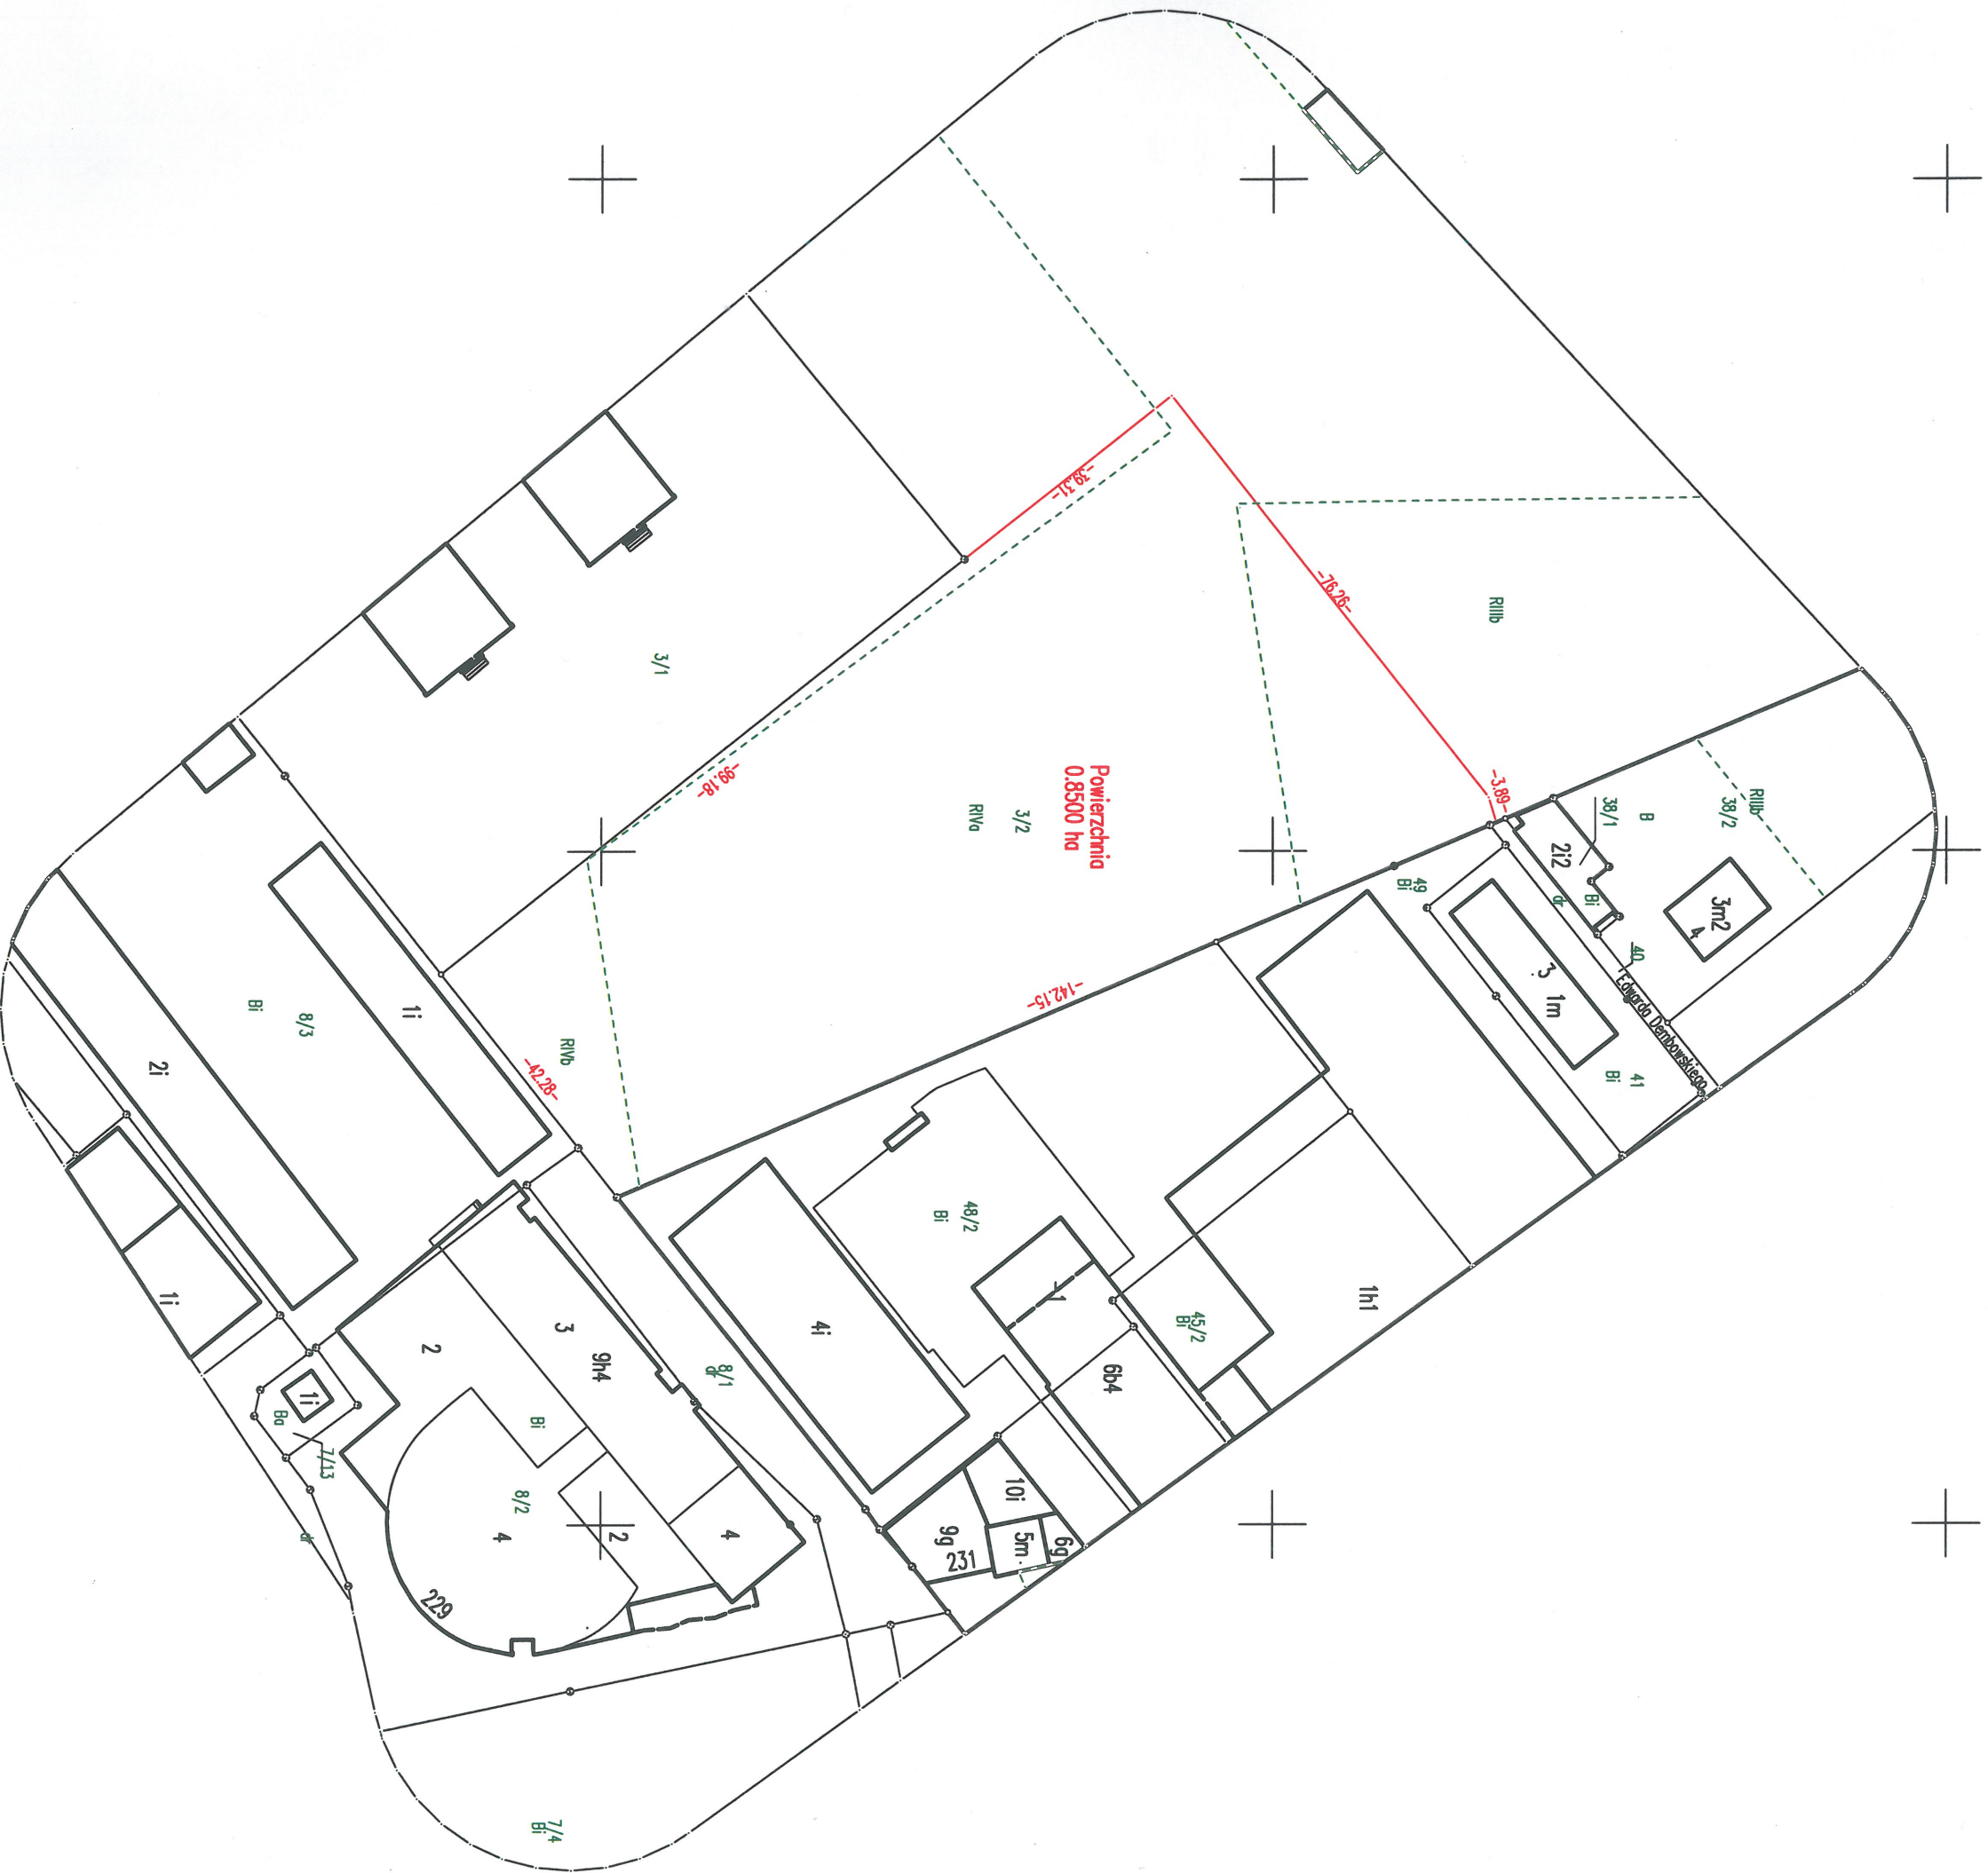 RIIIb
-39.31-
-76.26-
3/1
-99.18-
Powierzchnia
0.8500 ha
3/2
RIVa
-3.89-
38/1
B
38/2
RIIIb
2i2
Bi
dr
3m2
4
49
Bi
40
3
1m
Edwarda Dembowskiego
41
Bi
-142.15-
RIVb
-42.28-
1i
8/3
Bi
2i
1i
48/2
Bi
1h1
45/2
Bi
1
4i
6b4
8/1
dr
3
9h4
2
Bi
1i
Ba
7/13
dr
8/2
4
2
4
229
10i
9g
231
5m
6g
7/4
Bi